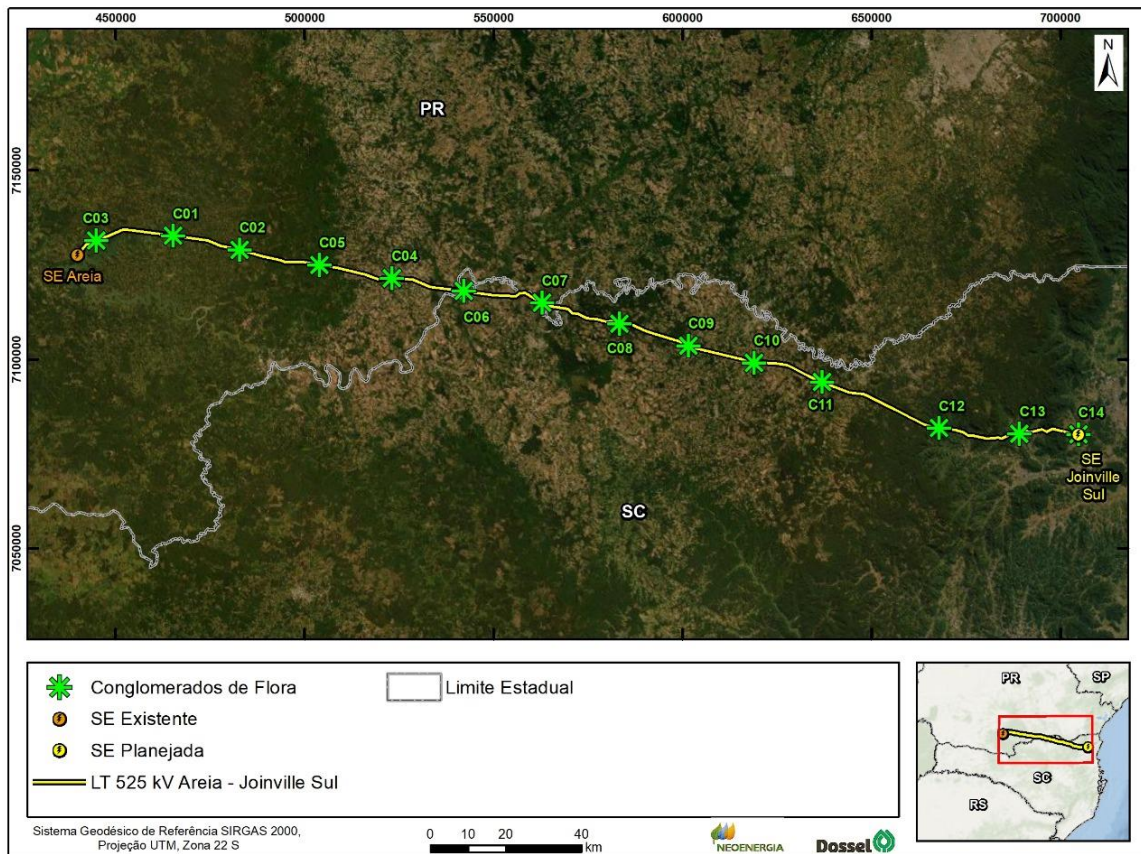 450000
500000
550000
600000
650000
700000
N
PR
7150000
C03
C01
C02
C05
C04
SE Areia
C06
C07
C08
C09
C10
C11
7100000
C12
C13
C14
SE
Joinville
Sul
SC
7050000
Conglomerados de Flora
Limite Estadual
SE Existente
SE Planejada
LT 525 kV Areia - Joinville Sul
PR
SP
SC
RS
Sistema Geodésico de Referência SIRGAS 2000,
Projeção UTM, Zona 22 S
0 10 20 40
km
NEOENERGIA
Dossel